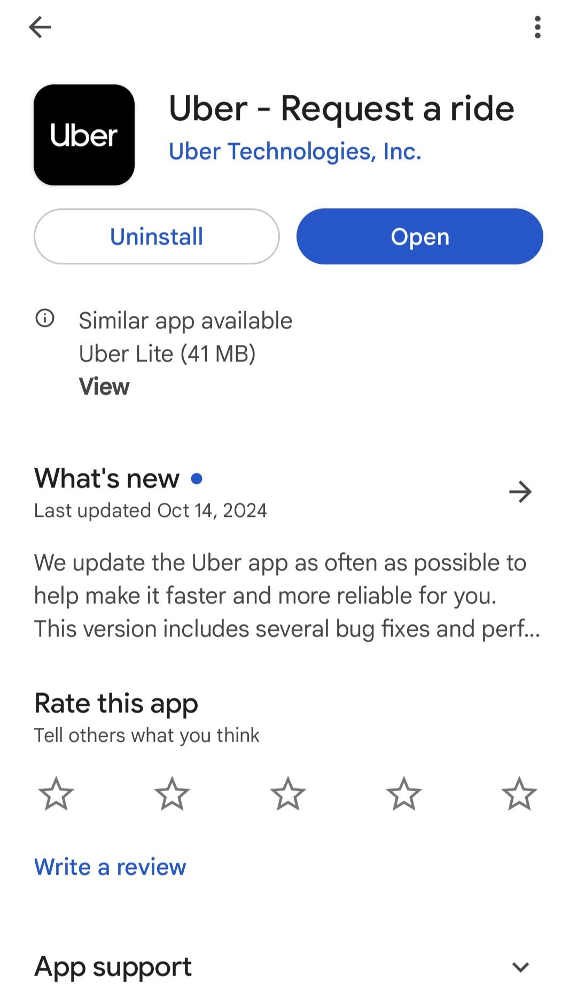 Uber
Uber - Request a ride
Uber Technologies, Inc.
Uninstall
Open
Similar app available
Uber Lite (41 MB)
View
What's new
Last updated Oct 14, 2024
We update the Uber app as often as possible to
help make it faster and more reliable for you.
This version includes several bug fixes and perf...
Rate this app
Tell others what you think
Write a review
App support